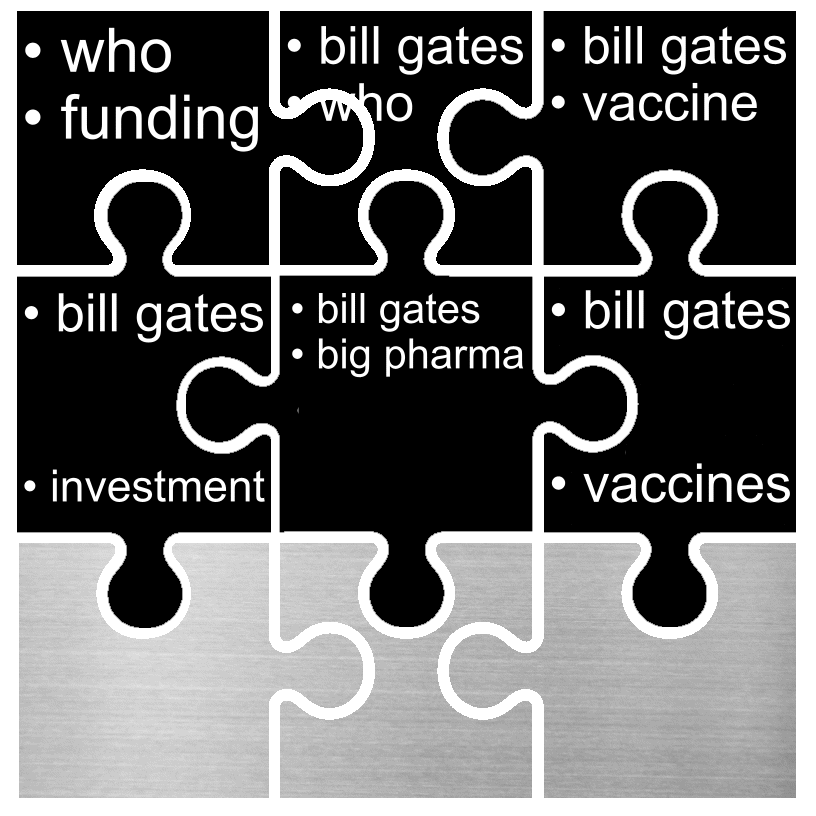 • who
• funding
• bill gates
• who
• bill gates
• vaccine
• bill gates
• investment
• bill gates
• big pharma
• bill gates
• vaccines